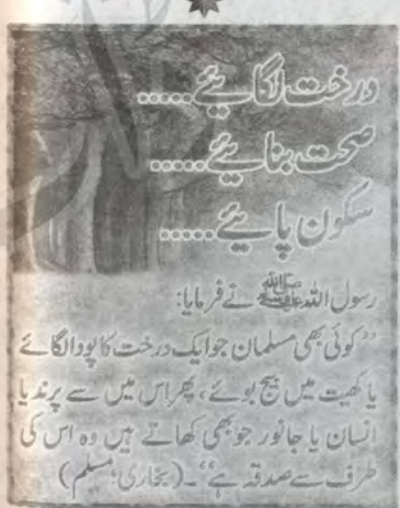 درخت لگائیے.....
صحت بنائیے.....
سکون پائیے.....
رسول اللہ ﷺ نے فرمایا:
”کوئی بھی مسلمان جو ایک درخت کا پودا لگائے
یا کھیت میں بیج بوئے، پھر اس میں سے پرند یا
انسان یا جانور جو بھی کھاتے ہیں وہ اس کی
طرف سے صدقہ ہے“۔ (بخاری؛ مسلم)